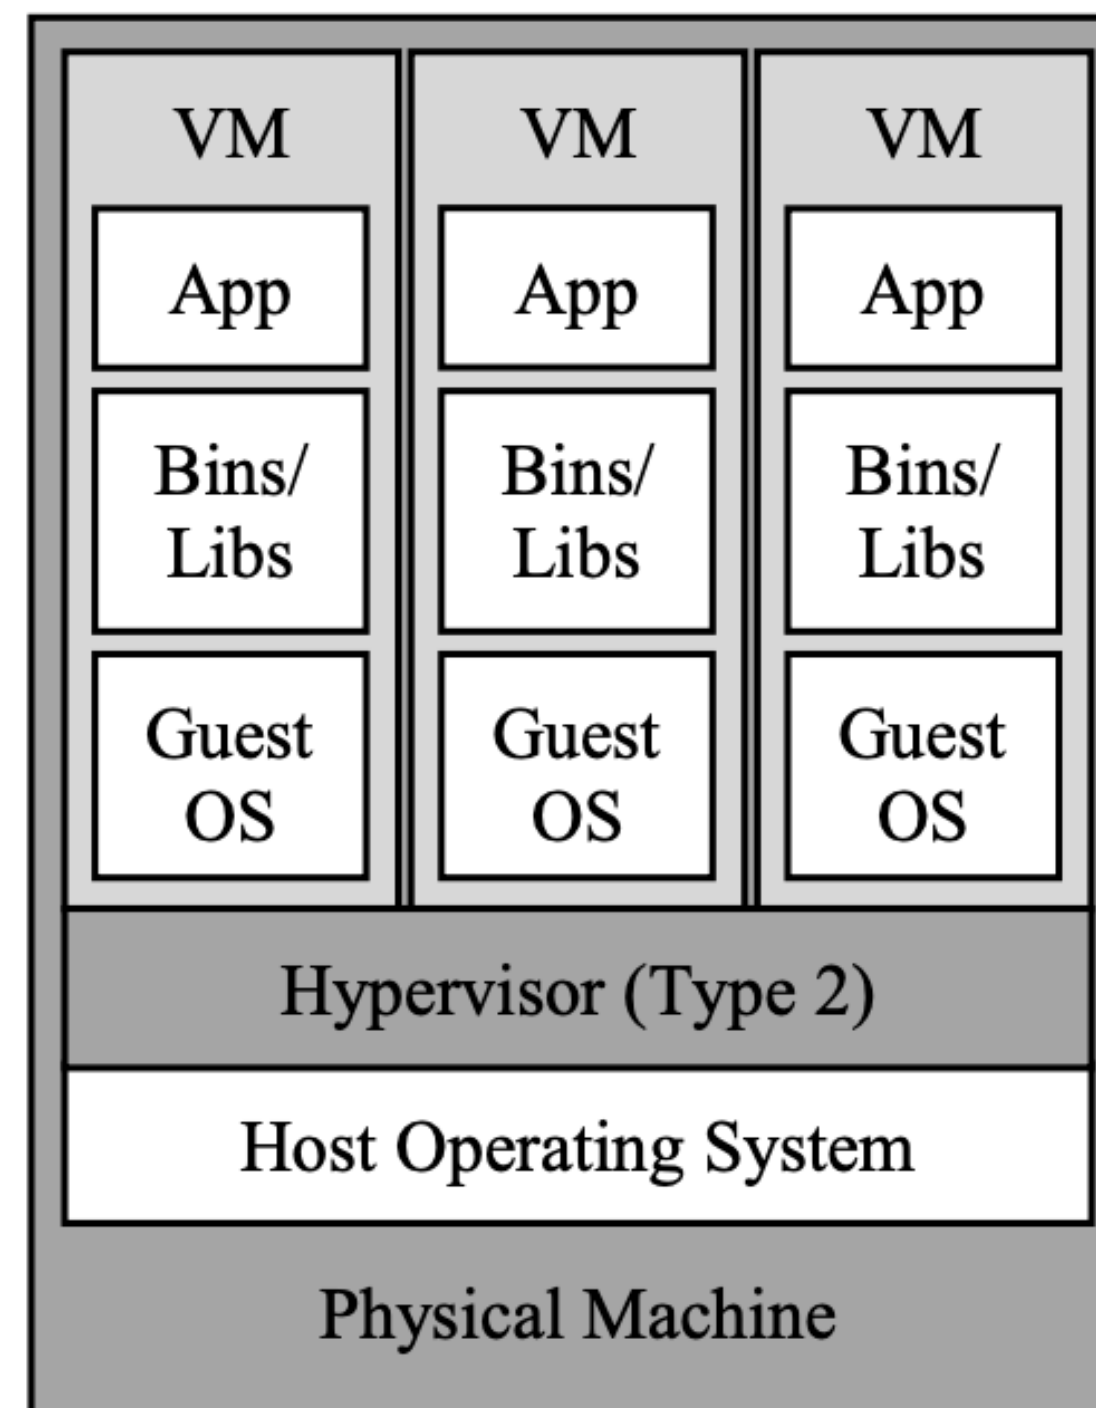 VM
App
Bins/
Libs
Guest
OS
VM
App
Bins/
Libs
Guest
OS
VM
App
Bins/
Libs
Guest
OS
Hypervisor (Type 2)
Host Operating System
Physical Machine